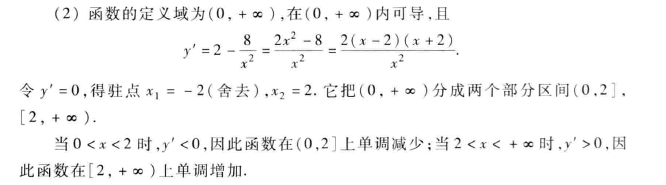 (2) 函数的定义域为(0, + ∞),在(0, + ∞)内可导,且
y′ = 2 - 8/x² = (2x² - 8)/x² = 2(x - 2)(x + 2)/x².
令 y′ = 0,得驻点 x₁ = - 2(舍去),x₂ = 2. 它把(0, + ∞)分成两个部分区间(0,2],
[2, + ∞).
当 0 < x < 2 时,y′ < 0,因此函数在(0,2]上单调减少;当 2 < x < + ∞ 时,y′ > 0,因
此函数在[2, + ∞)上单调增加.